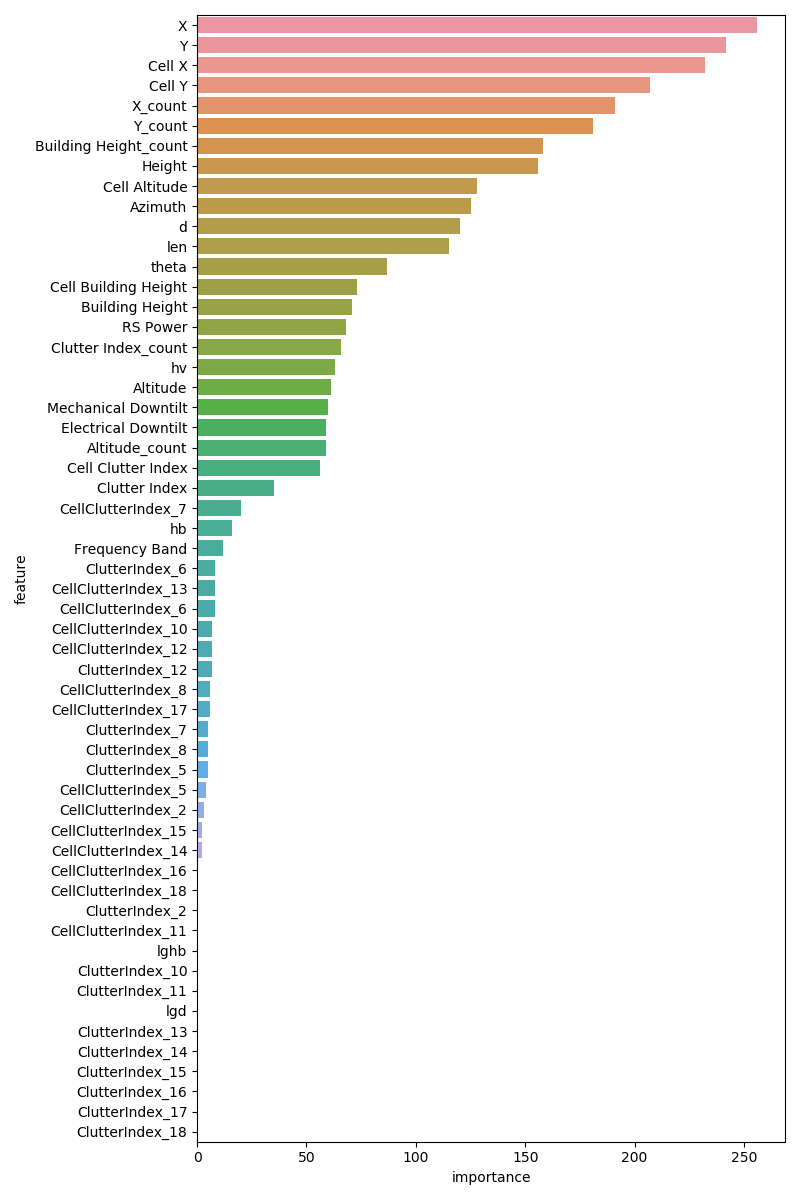 X
Y
Cell X
Cell Y
X_count
Y_count
Building Height_count
Height
Cell Altitude
Azimuth
d
len
theta
Cell Building Height
Building Height
RS Power
Clutter Index_count
hv
Altitude
Mechanical Downtilt
Electrical Downtilt
Altitude_count
Cell Clutter Index
Clutter Index
CellClutterIndex_7
hb
Frequency Band
ClutterIndex_6
CellClutterIndex_13
CellClutterIndex_6
CellClutterIndex_10
CellClutterIndex_12
ClutterIndex_12
CellClutterIndex_8
CellClutterIndex_17
ClutterIndex_7
ClutterIndex_8
ClutterIndex_5
CellClutterIndex_5
CellClutterIndex_2
CellClutterIndex_15
CellClutterIndex_14
CellClutterIndex_16
CellClutterIndex_18
ClutterIndex_2
CellClutterIndex_11
lghb
ClutterIndex_10
ClutterIndex_11
lgd
ClutterIndex_13
ClutterIndex_14
ClutterIndex_15
ClutterIndex_16
ClutterIndex_17
ClutterIndex_18
feature
0 50 100 150 200 250
importance